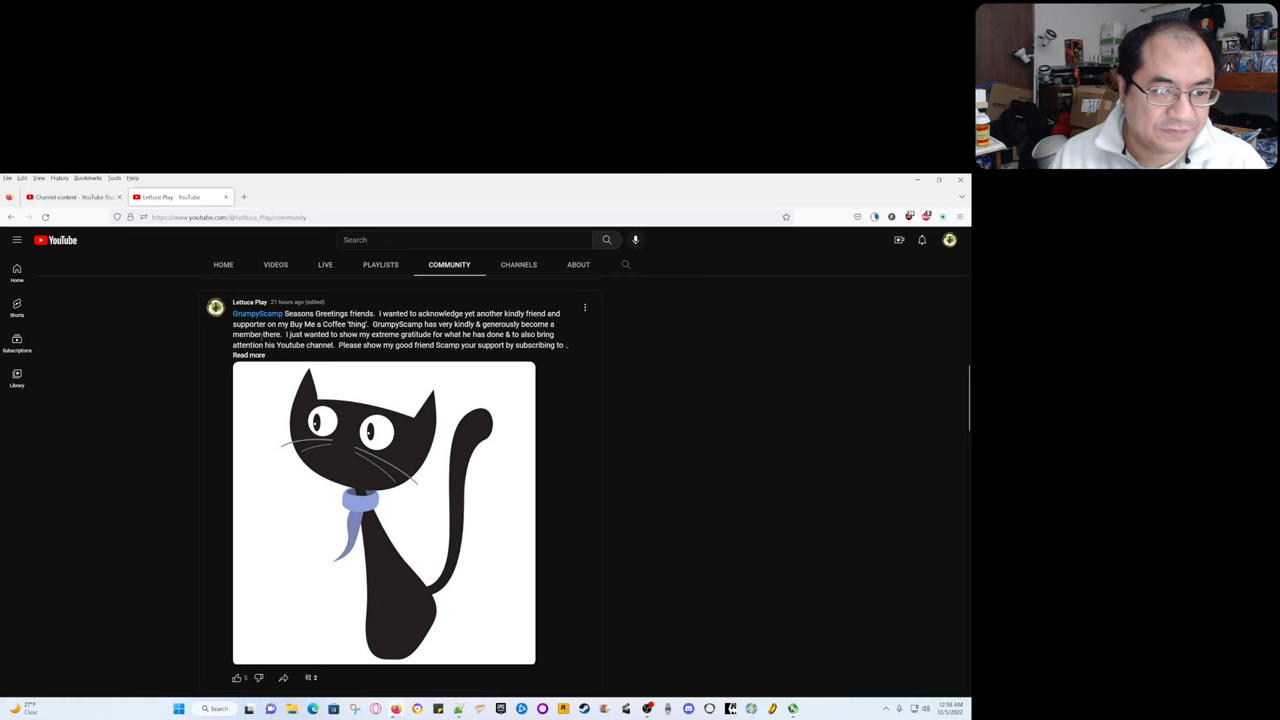 File Edit View History Bookmarks Tools Help
Channel content - YouTube Stu
Lettuce Play - YouTube
https://www.youtube.com/@Lettuce_Play/community
YouTube
Search
HOME VIDEOS LIVE PLAYLISTS COMMUNITY CHANNELS ABOUT
Home
Shorts
Subscriptions
Library
Lettuce Play 21 hours ago (edited)
GrumpyScamp Seasons Greetings friends. I wanted to acknowledge yet another kindly friend and
supporter on my Buy Me a Coffee 'thing'. GrumpyScamp has very kindly & generously become a
member there. I just wanted to show my extreme gratitude for what he has done & to also bring
attention his Youtube channel. Please show my good friend Scamp your support by subscribing to ..
Read more
5
2
27°F
Clear
Search
12:58 AM
12/5/2022